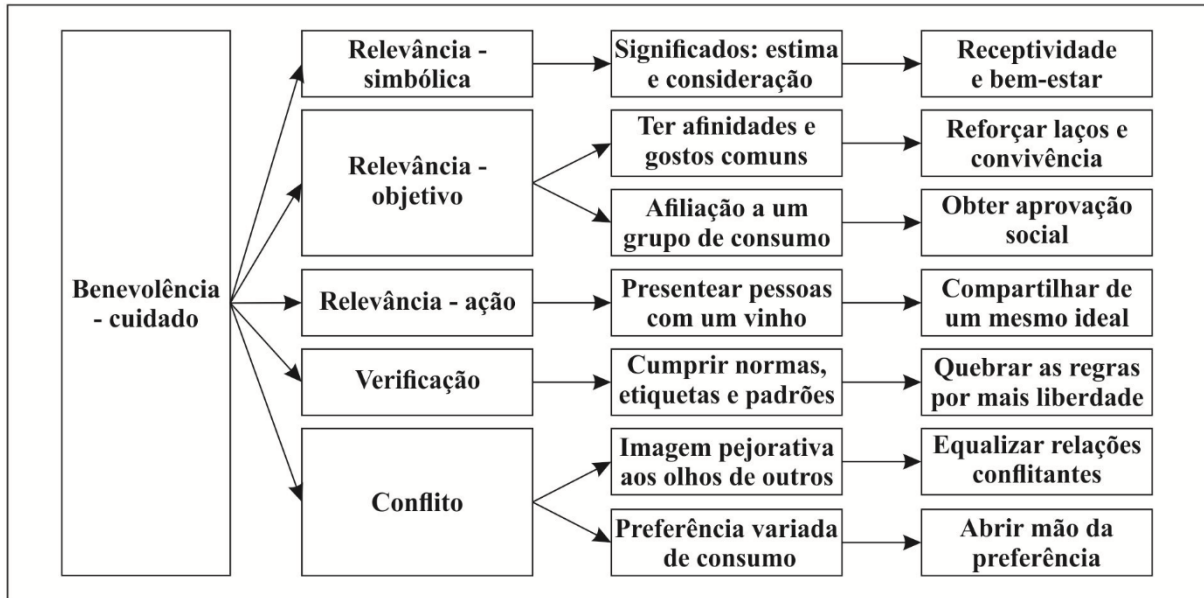 Benevolência
- cuidado
Relevância -
simbólica
Significados: estima
e consideração
Receptividade
e bem-estar
Relevância -
objetivo
Ter afinidades e
gostos comuns
Reforçar laços e
convivência
Afiliação a um
grupo de consumo
Obter aprovação
social
Relevância - ação
Presentear pessoas
com um vinho
Compartilhar de
um mesmo ideal
Verificação
Cumprir normas,
etiquetas e padrões
Quebrar as regras
por mais liberdade
Conflito
Imagem pejorativa
aos olhos de outros
Equalizar relações
conflitantes
Preferência variada
de consumo
Abrir mão da
preferência